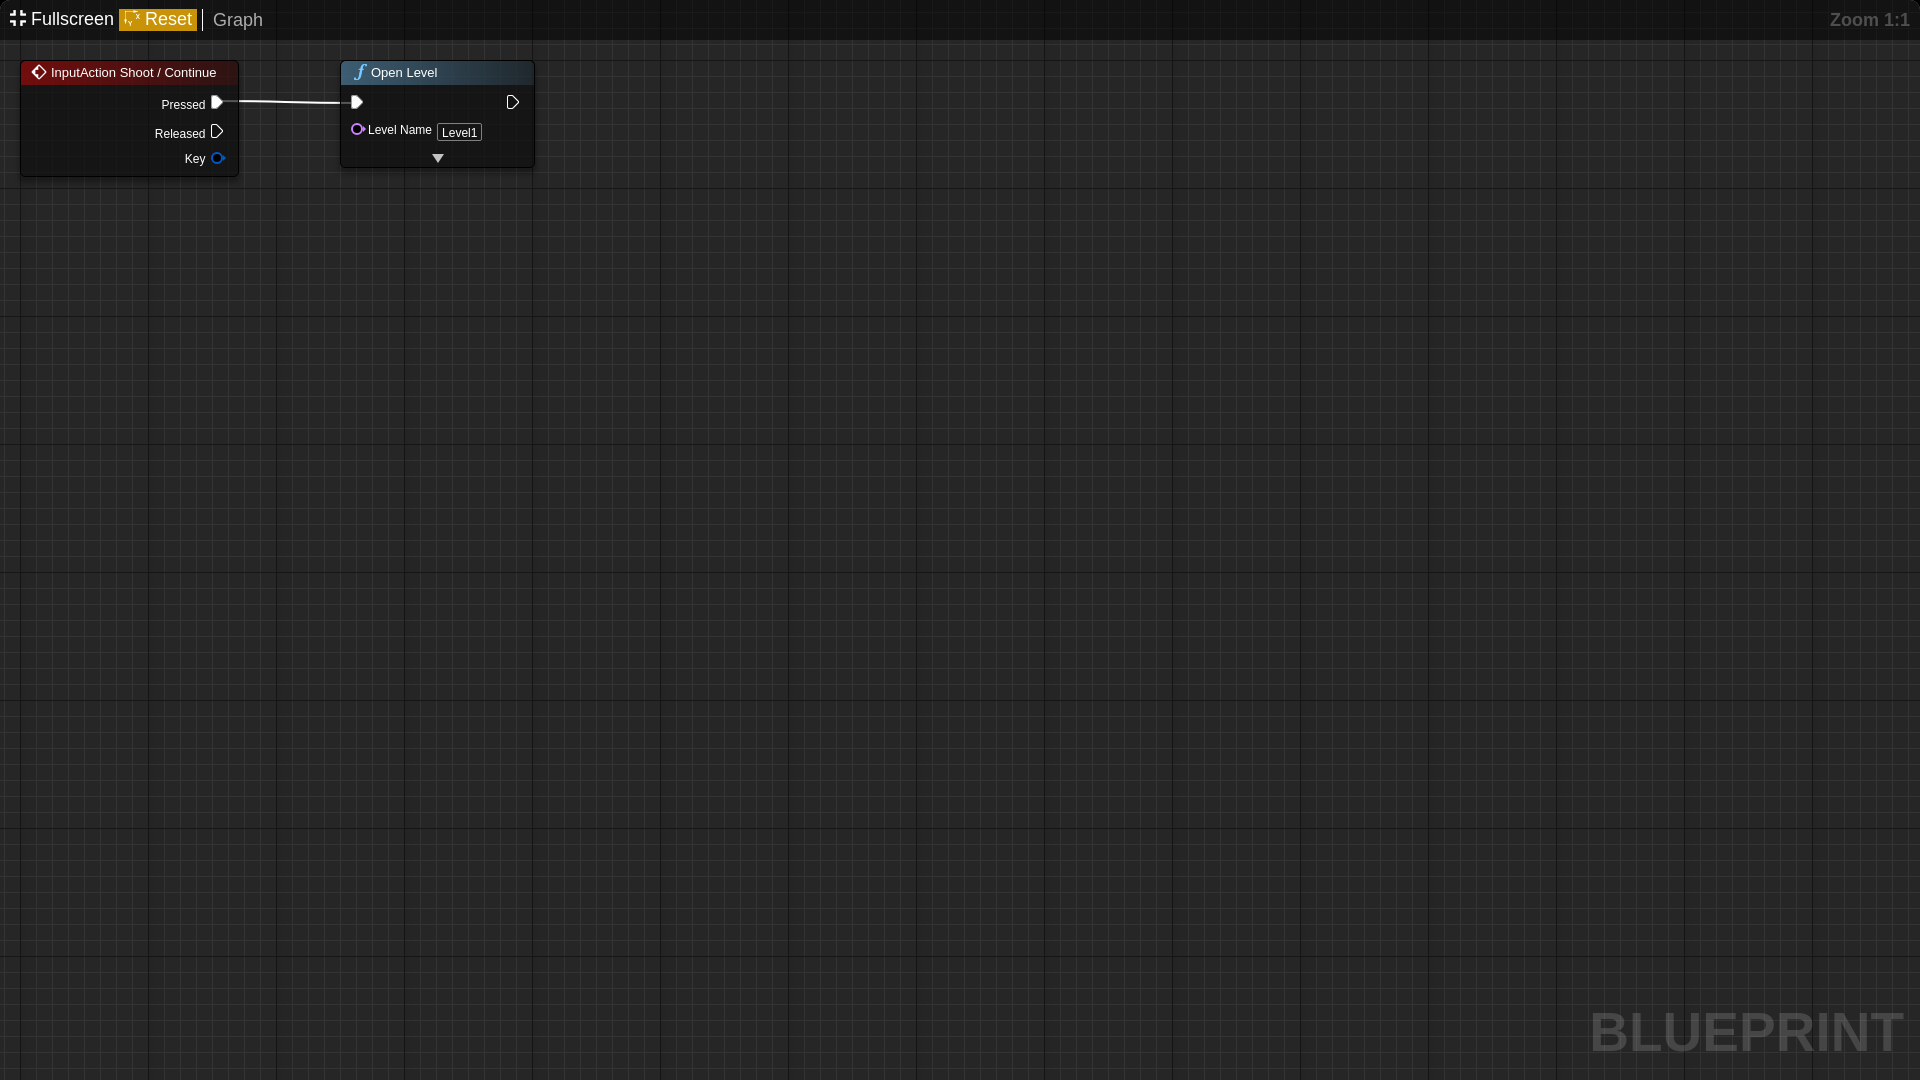 Fullscreen Reset Graph
Zoom 1:1
InputAction Shoot / Continue
Pressed
Released
Key
Open Level
Level Name Level1
BLUEPRINT